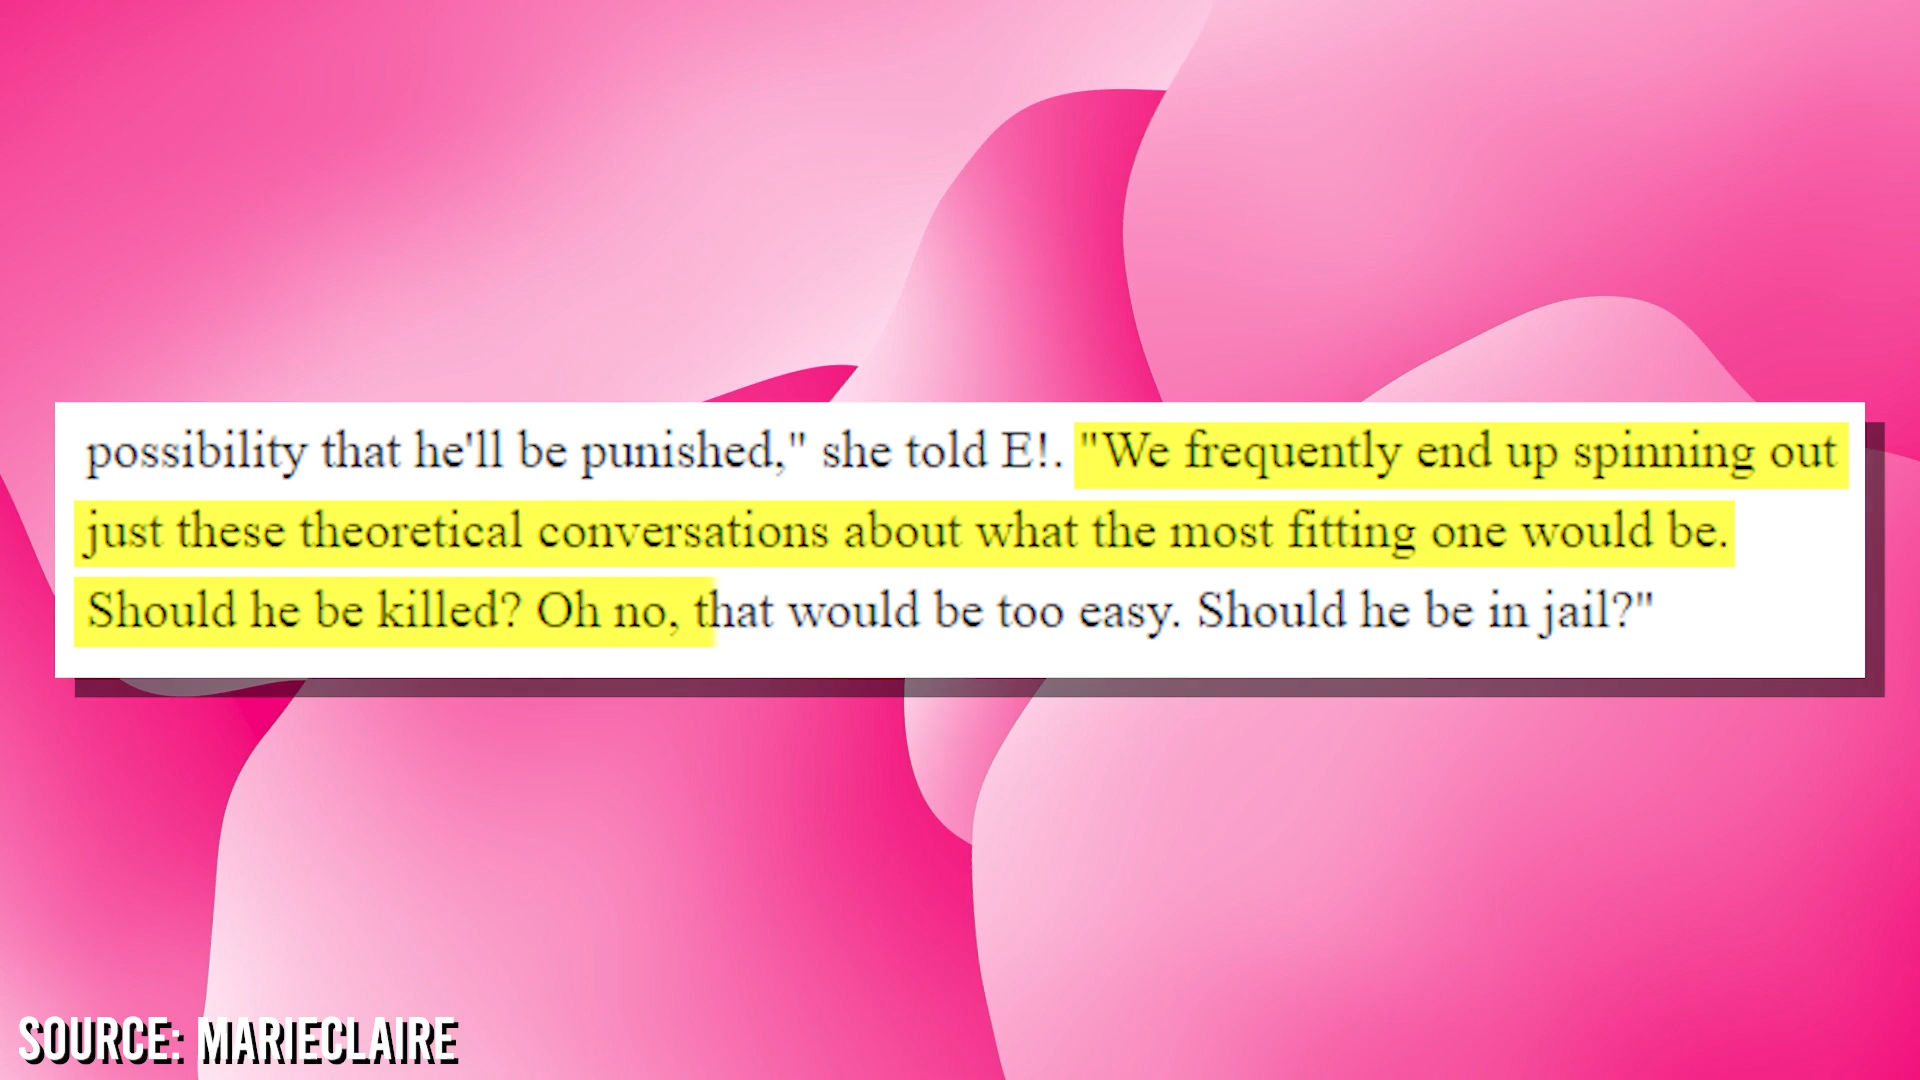 possibility that he'll be punished," she told E!. "We frequently end up spinning out
just these theoretical conversations about what the most fitting one would be.
Should he be killed? Oh no, that would be too easy. Should he be in jail?"
SOURCE: MARIECLAIRE